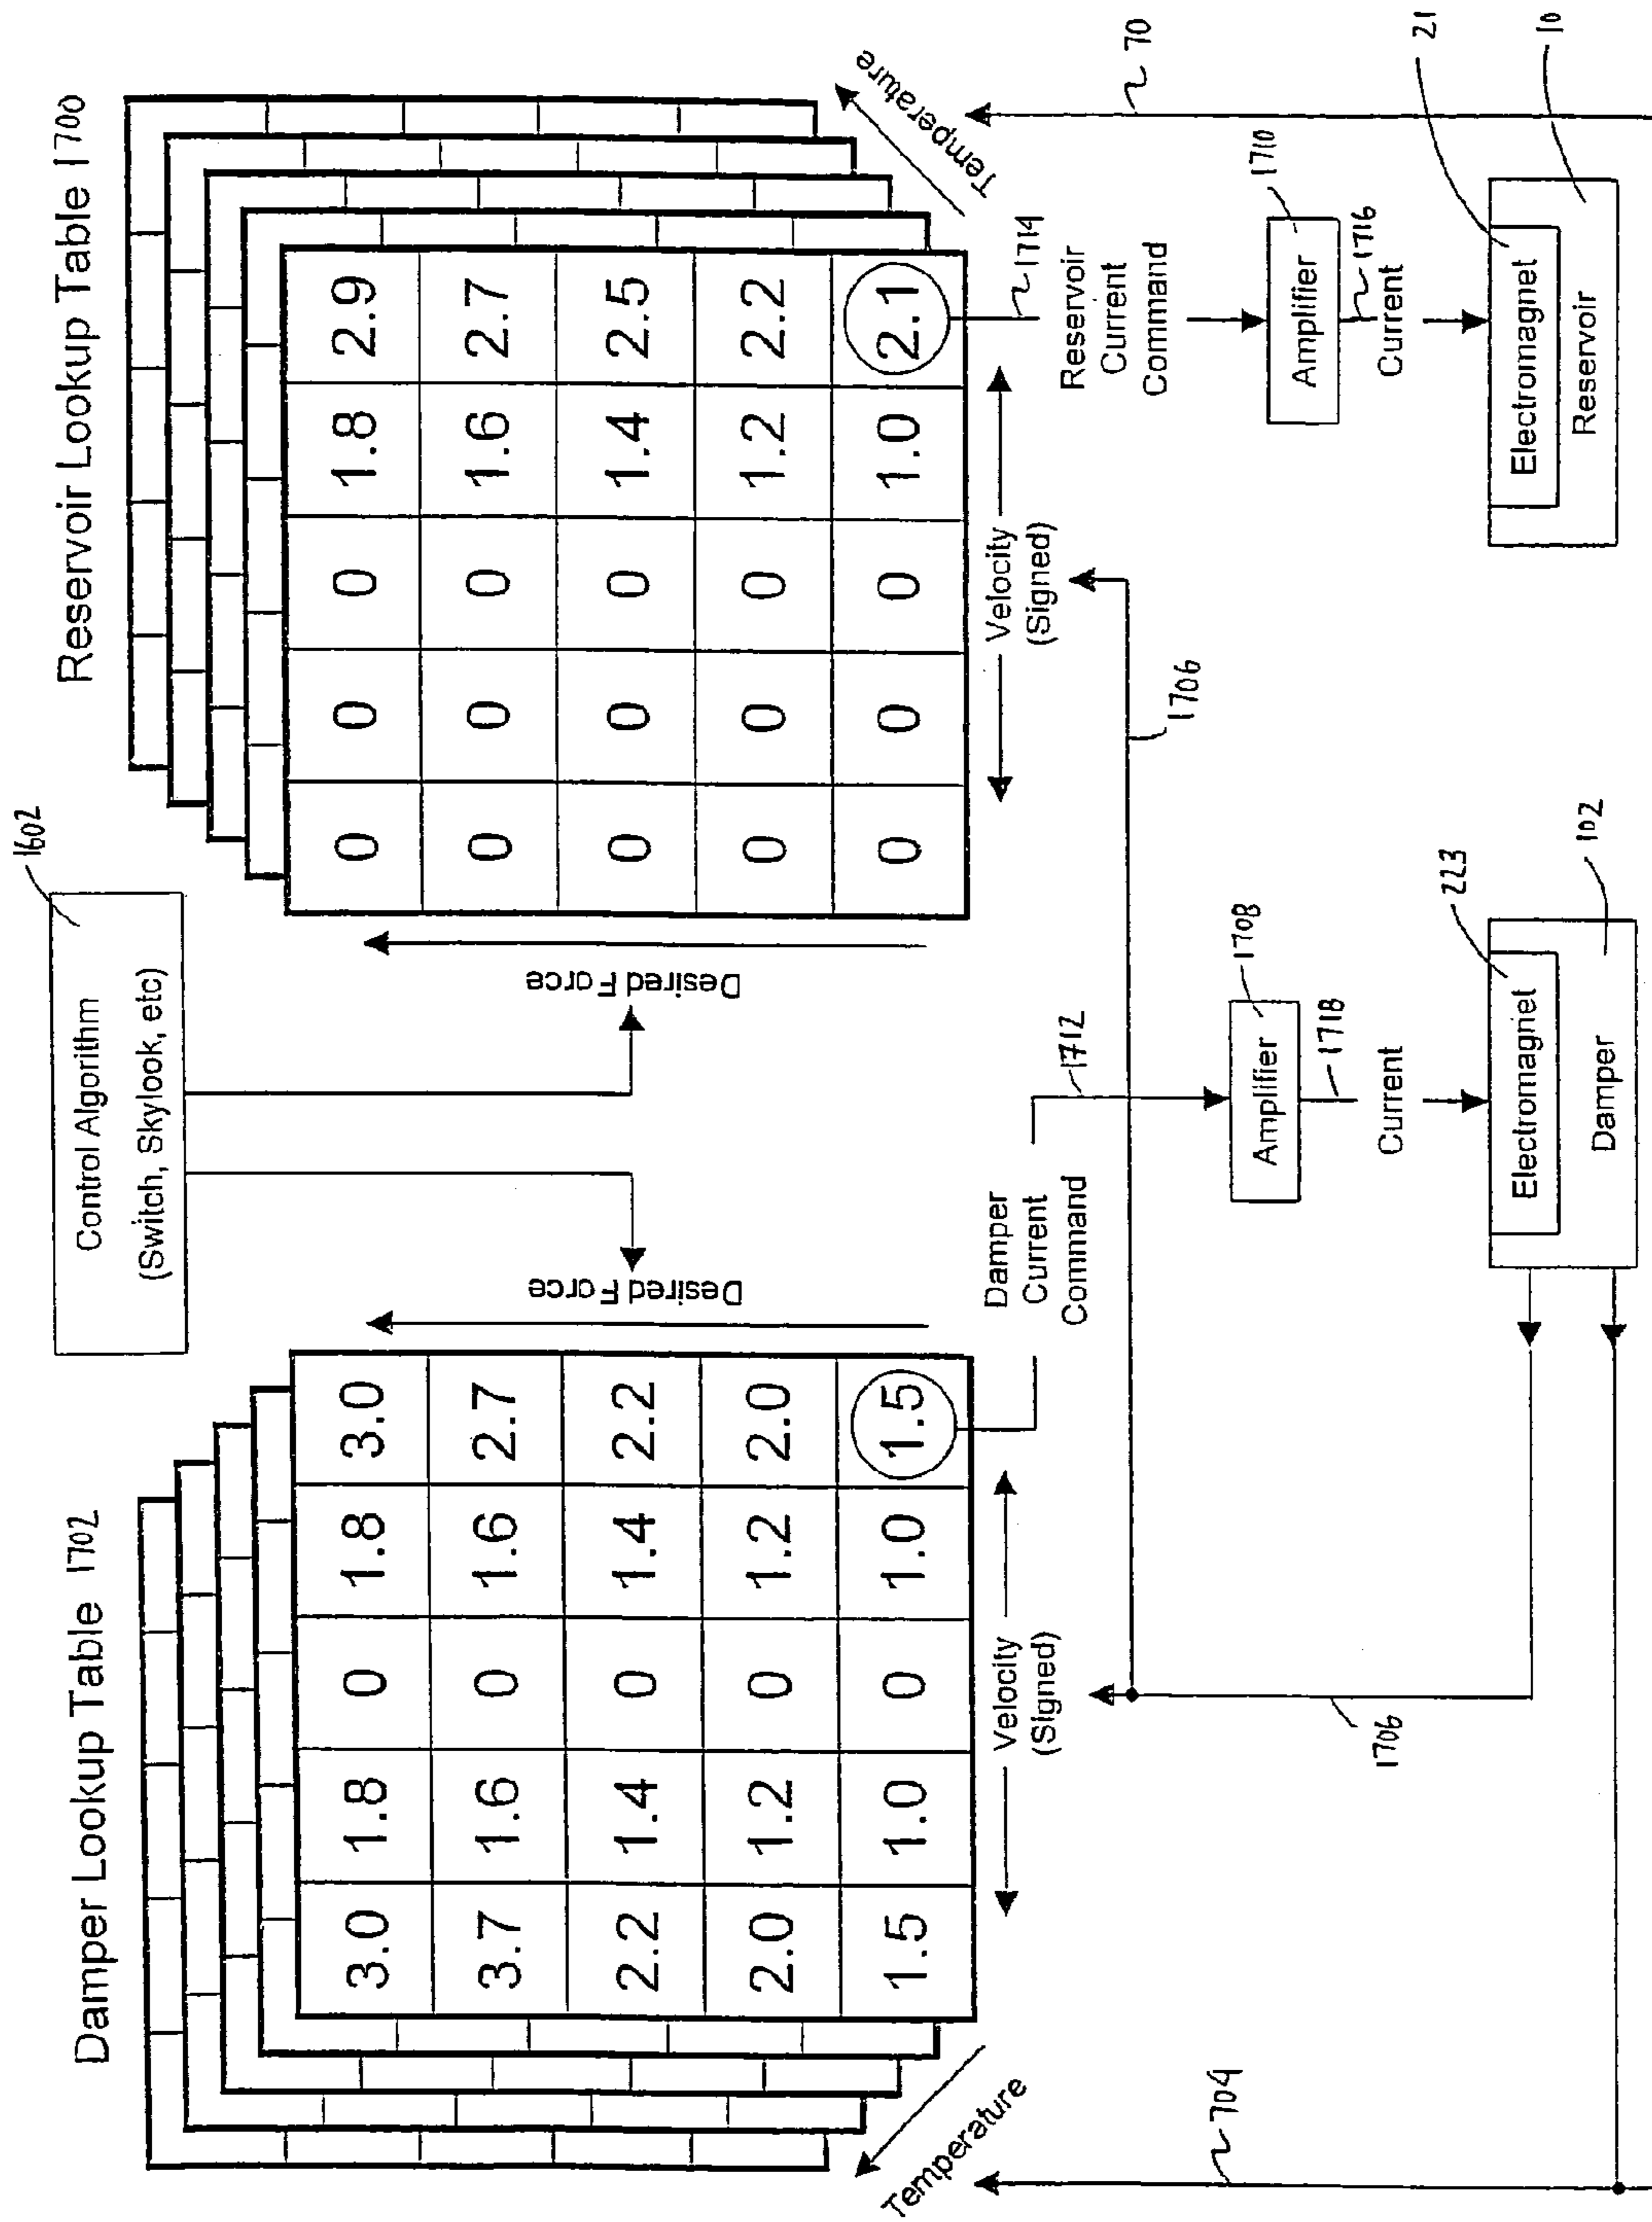 Damper Lookup Table 1702
Reservoir Lookup Table 1700
1602
Control Algorithm
(Switch, Skylook, etc)
3.0 1.8 0 1.8 3.0
3.7 1.6 0 1.6 2.7
2.2 1.4 0 1.4 2.2
2.0 1.2 0 1.2 2.0
1.5 1.0 0 1.0 1.5
Desired Force
Desired Force
0 0 0 1.8 2.9
0 0 0 1.6 2.7
0 0 0 1.4 2.5
0 0 0 1.2 2.2
0 0 0 1.0 2.1
Temperature
Velocity
(Signed)
Damper
Current
Command
1712
Velocity
(Signed)
1714
Temperature
Reservoir
Current
Command
704
1706
1706
70
1708
Amplifier
1718
Current
1710
Amplifier
1716
Current
223
Electromagnet
Damper
102
21
Electromagnet
Reservoir
10